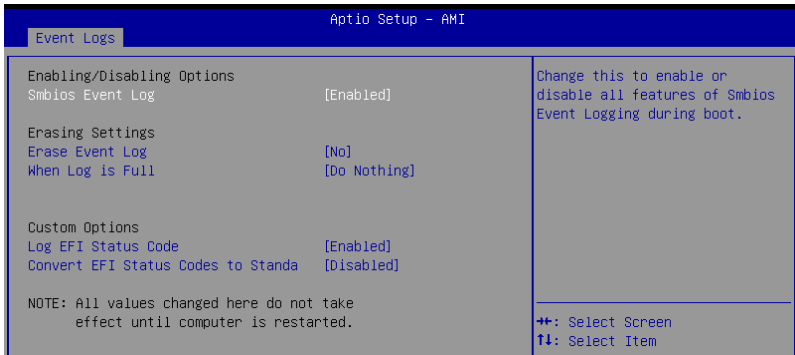 Aptio Setup – AMI
Event Logs
Enabling/Disabling Options
Smbios Event Log [Enabled]
Erasing Settings
Erase Event Log [No]
When Log is Full [Do Nothing]
Custom Options
Log EFI Status Code [Enabled]
Convert EFI Status Codes to Standa [Disabled]
NOTE: All values changed here do not take
effect until computer is restarted.
Change this to enable or
disable all features of Smbios
Event Logging during boot.
→←: Select Screen
↑↓: Select Item